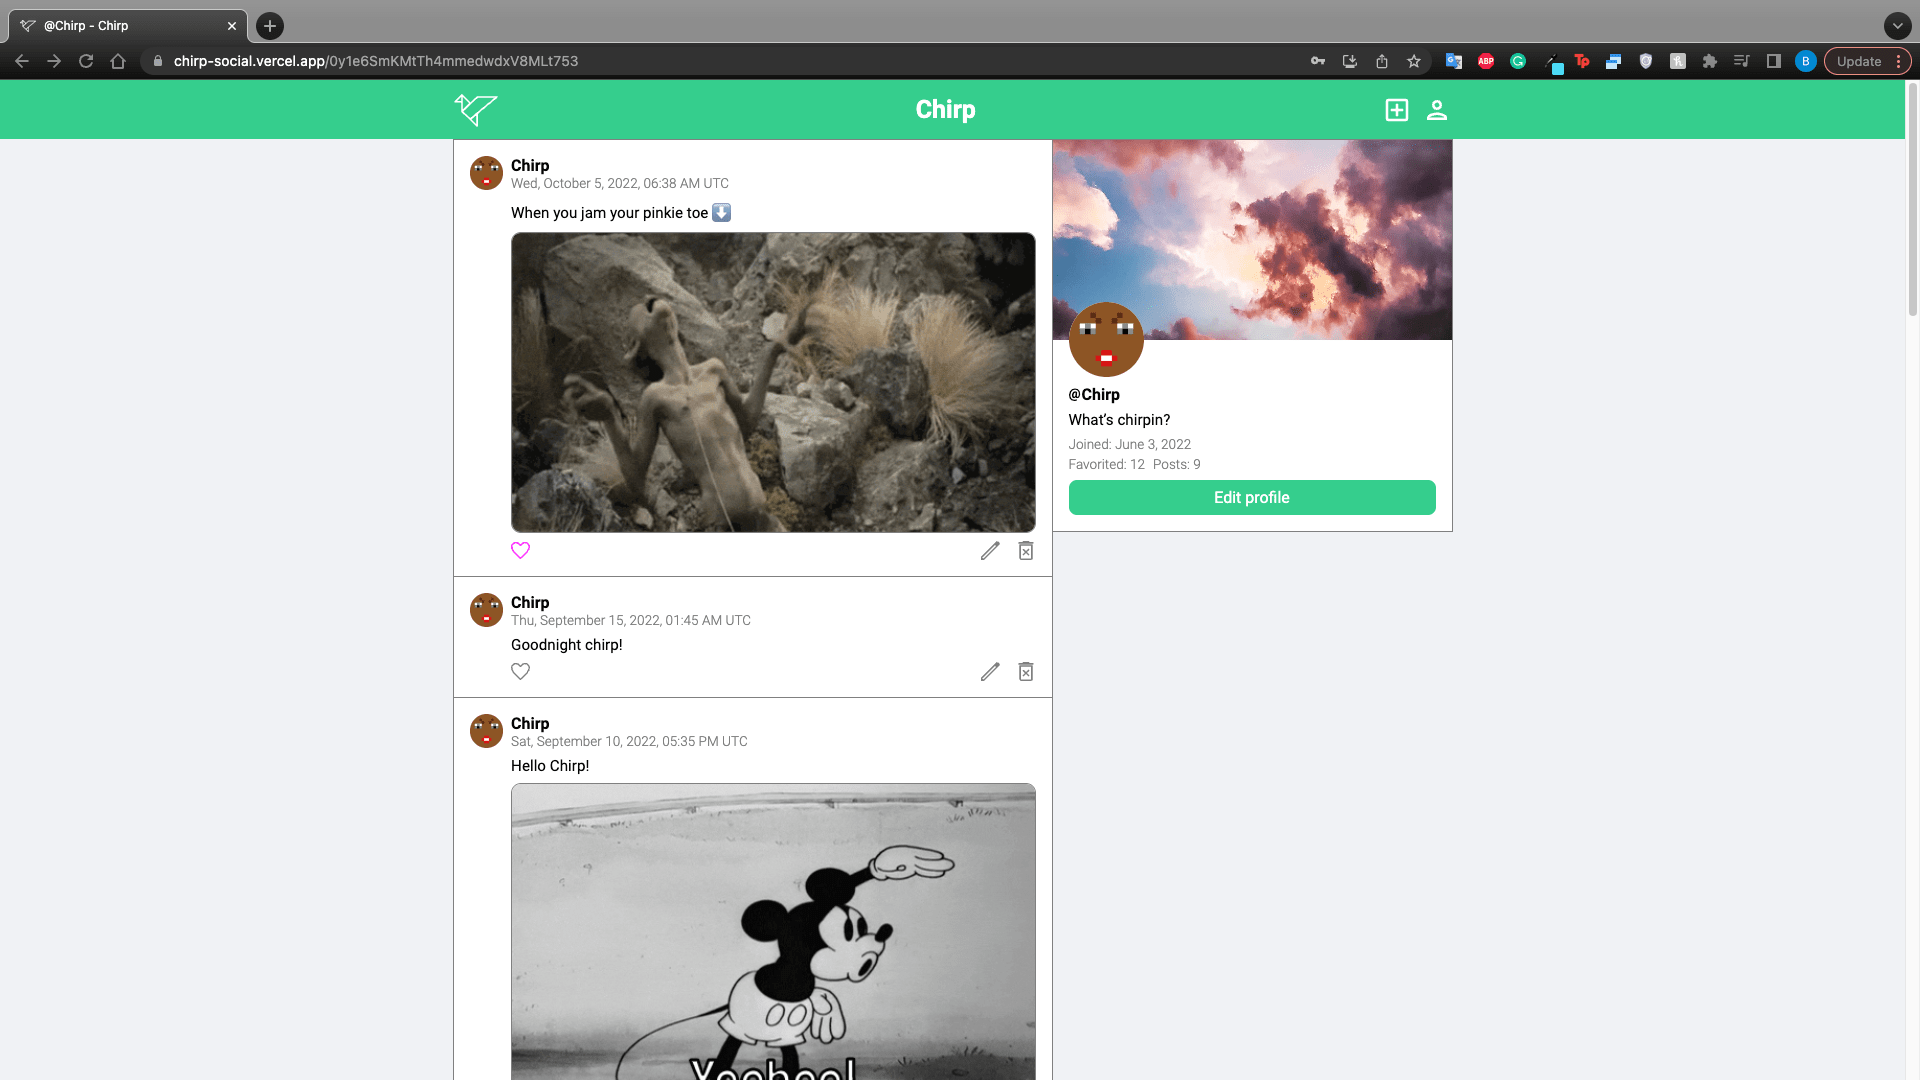 @Chirp - Chirp
chirp-social.vercel.app/0y1e6SmKMtTh4mmedwdxV8MLt753
ABP
Tp
B
Update
Chirp
Chirp
Wed, October 5, 2022, 06:38 AM UTC
When you jam your pinkie toe
@Chirp
What's chirpin?
Joined: June 3, 2022
Favorited: 12 Posts: 9
Edit profile
Chirp
Thu, September 15, 2022, 01:45 AM UTC
Goodnight chirp!
Chirp
Sat, September 10, 2022, 05:35 PM UTC
Hello Chirp!
Yoohoo!